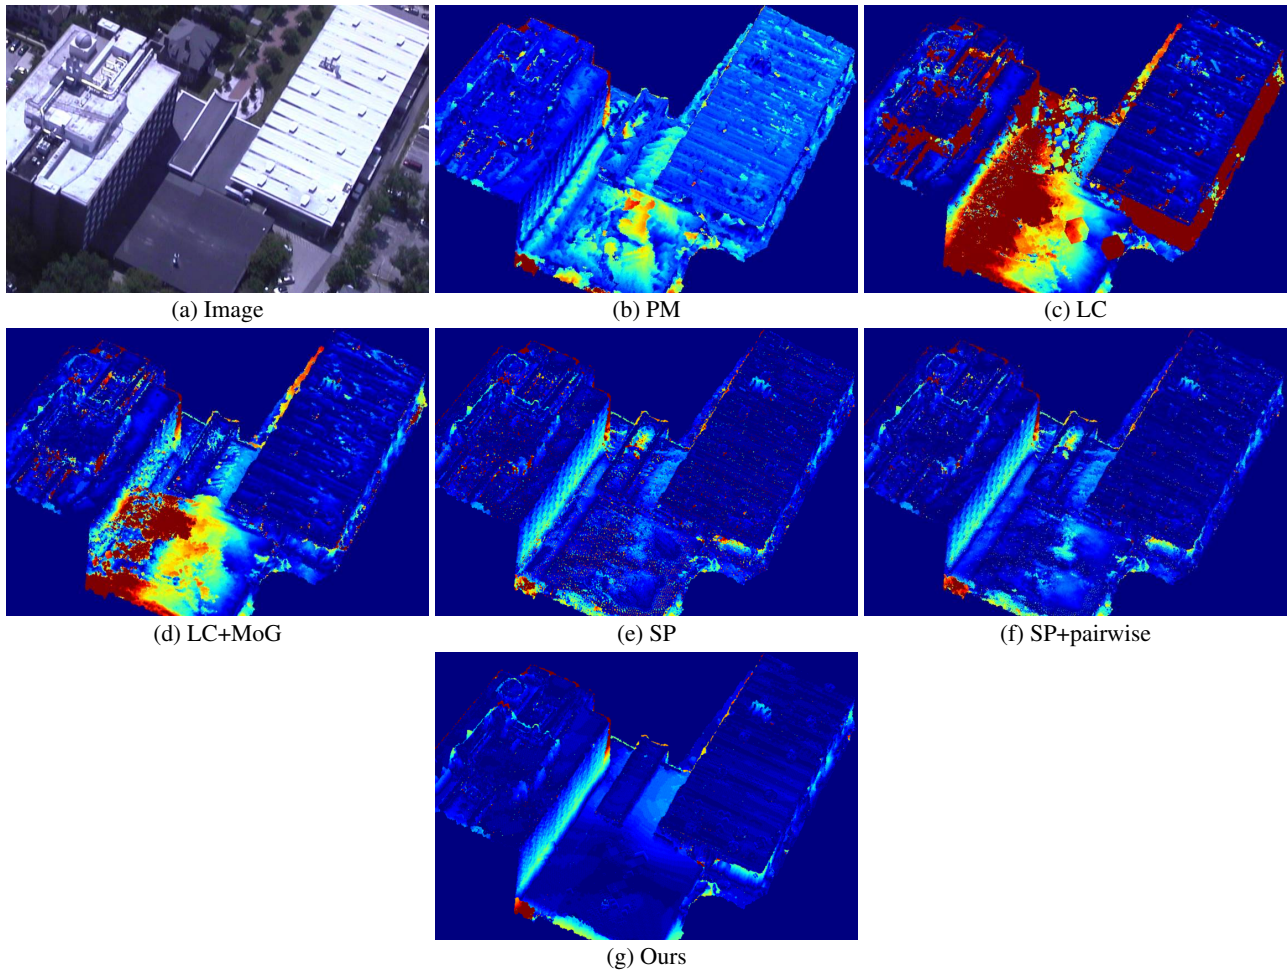 (a) Image
(b) PM
(c) LC
(d) LC+MoG
(e) SP
(f) SP+pairwise
(g) Ours